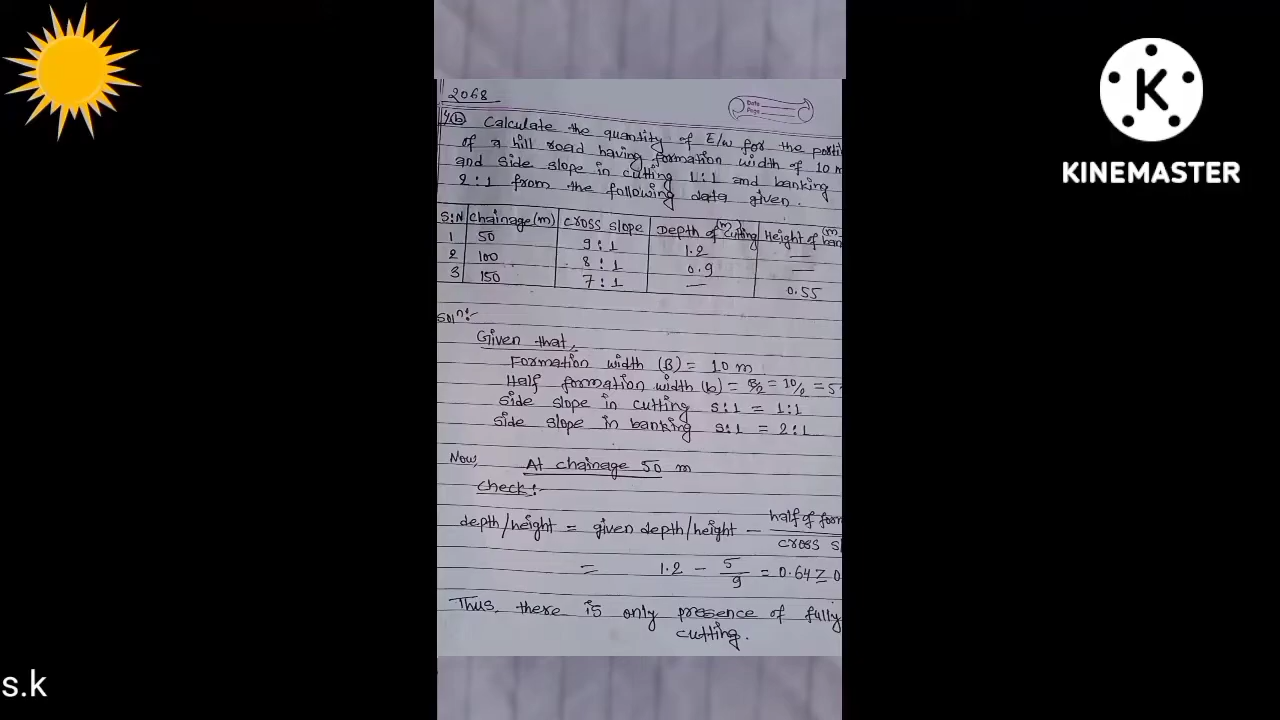 2068
Date
Page
4(b) Calculate the quantity of E/W for the porti
of a hill road having formation width of 10 m
and side slope in cutting 1:1 and banking
2:1 from the following data given.
S.N Chainage (m) Cross slope Depth of cutting (m) Height of ban (m
1 50 9:1 1.2 —
2 100 8:1 0.9 —
3 150 7:1 — 0.55
Solⁿ:-
Given that,
Formation width (B) = 10 m
Half formation width (b) = B/2 = 10/2 = 5
Side slope in cutting S:1 = 1:1
Side slope in banking S:1 = 2:1
Now, At chainage 50 m
Check:-
depth/height = given depth/height - half of form
cross s
= 1.2 - 5/9 = 0.64 ≥ 0
Thus, there is only presence of fully
cutting.
K
KINEMASTER
s.k